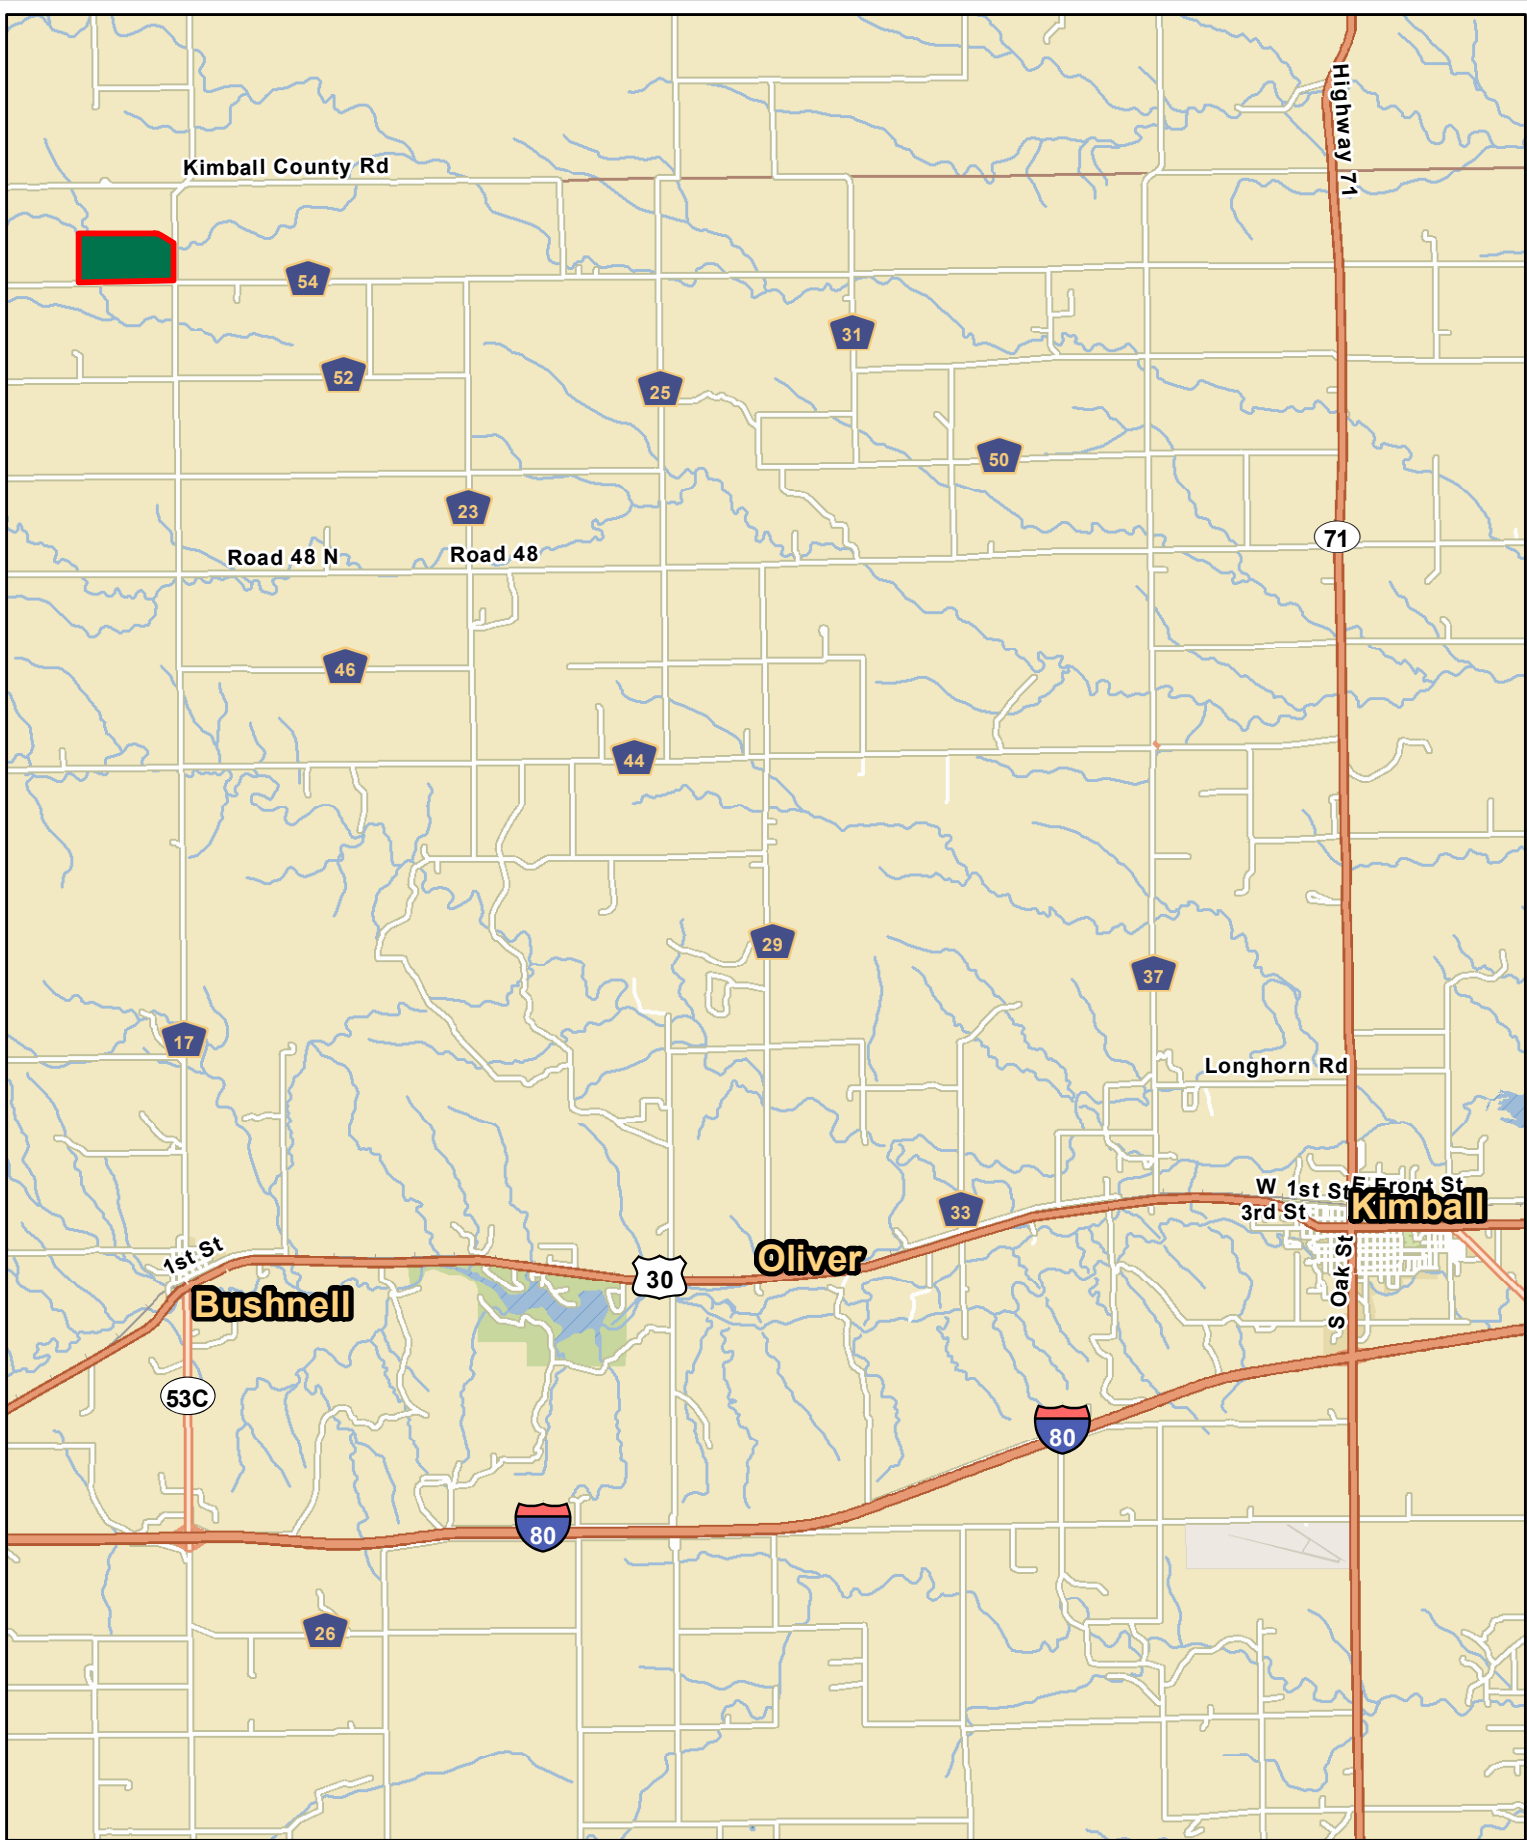 Highway 71
Kimball County Rd
54
31
52
25
50
23
71
Road 48 N
Road 48
46
44
29
37
17
Longhorn Rd
W 1st St
E Front St
33
3rd St
Kimball
1st St
Oliver
30
S Oak St
Bushnell
53C
80
80
26